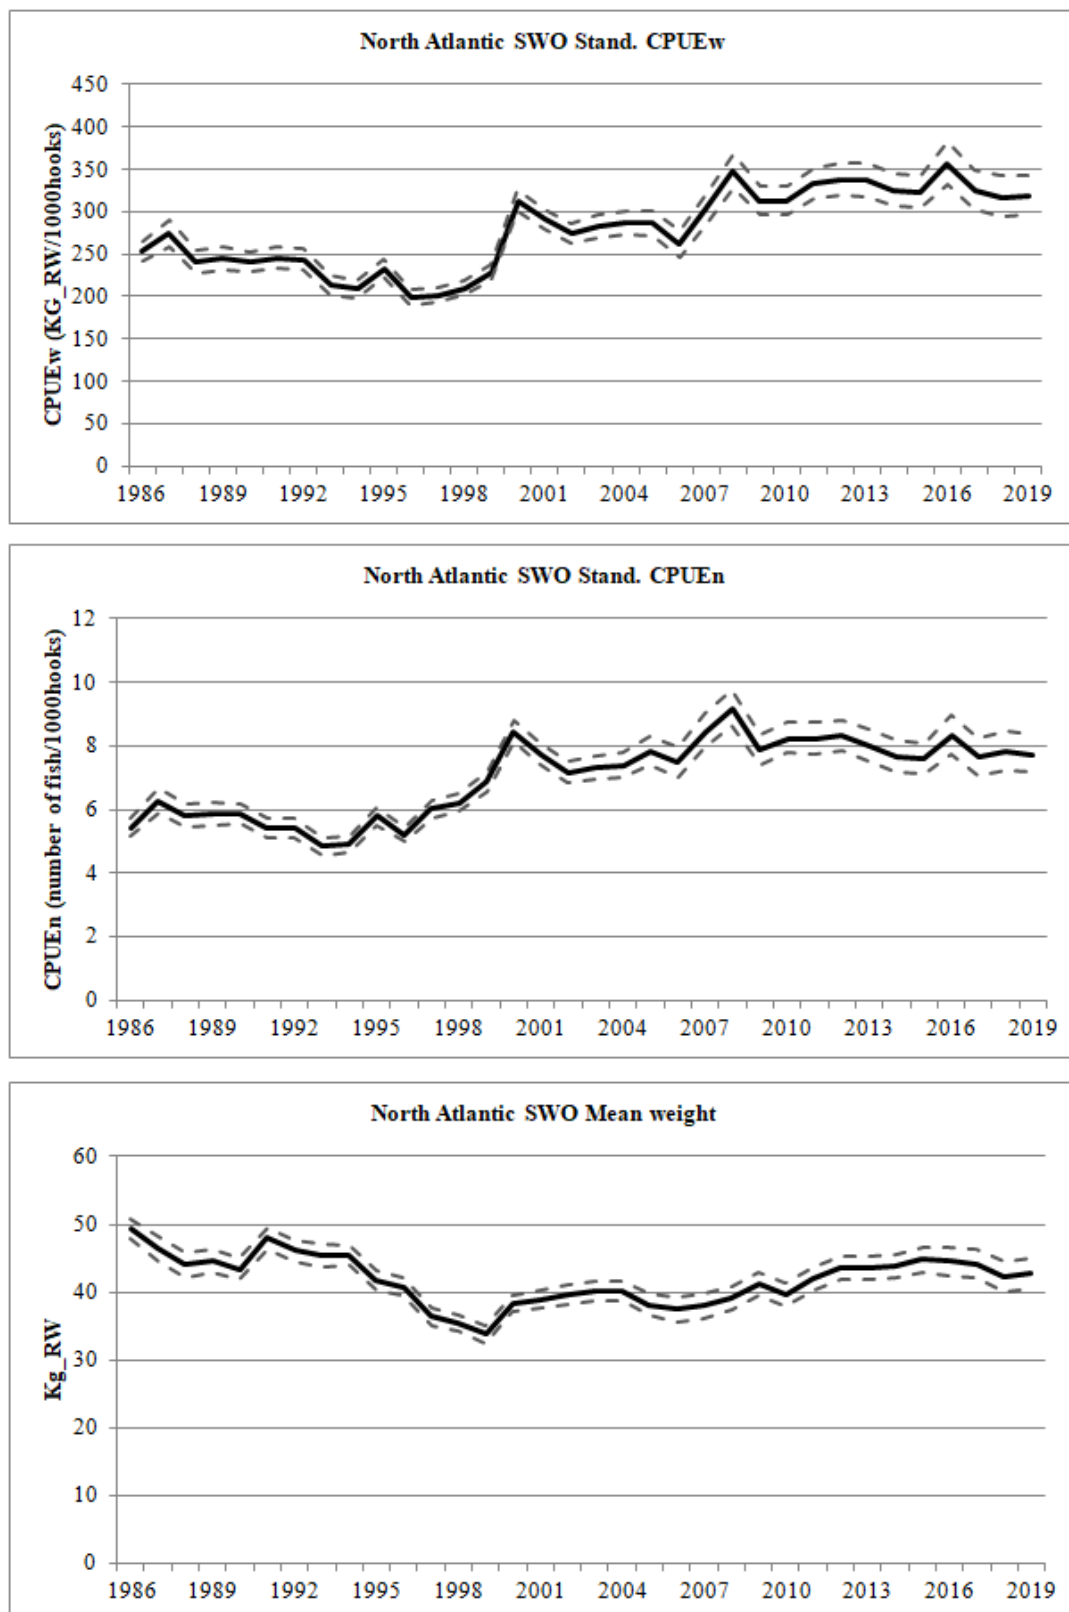 North Atlantic SWO Stand. CPUEw
CPUEw (KG_RW/1000hooks)
450
400
350
300
250
200
150
100
50
0
1986 1989 1992 1995 1998 2001 2004 2007 2010 2013 2016 2019
North Atlantic SWO Stand. CPUEn
CPUEn (number of fish/1000hooks)
12
10
8
6
4
2
0
1986 1989 1992 1995 1998 2001 2004 2007 2010 2013 2016 2019
North Atlantic SWO Mean weight
Kg_RW
60
50
40
30
20
10
0
1986 1989 1992 1995 1998 2001 2004 2007 2010 2013 2016 2019